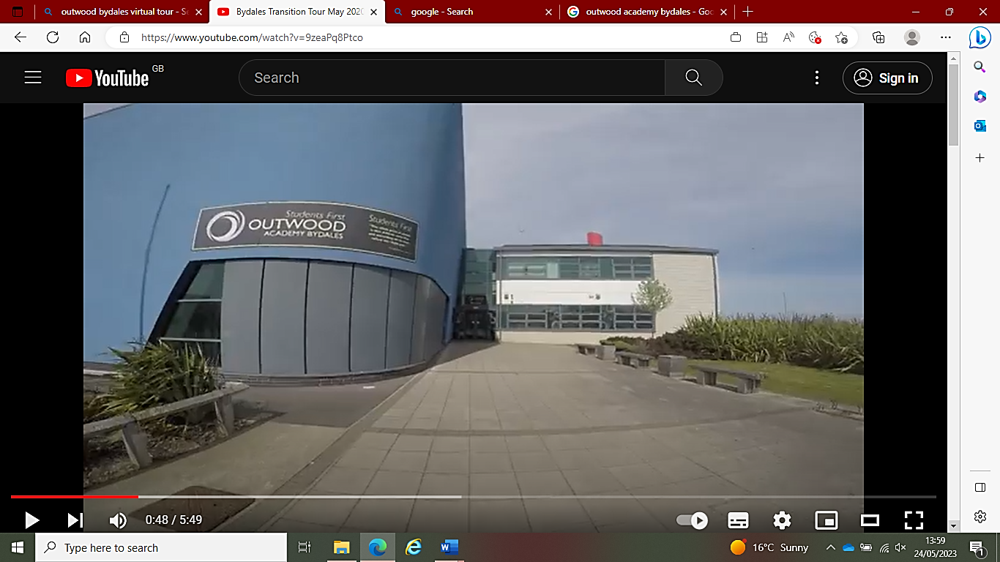 outwood bydales virtual tour - Se
Bydales Transition Tour May 2020
google - Search
outwood academy bydales - Goo
https://www.youtube.com/watch?v=9zeaPq8Ptco
YouTube GB
Search
Sign in
Students First
OUTWOOD
ACADEMY BYDALES
Students First
0:48 / 5:49
Type here to search
16°C Sunny
13:59
24/05/2023
1